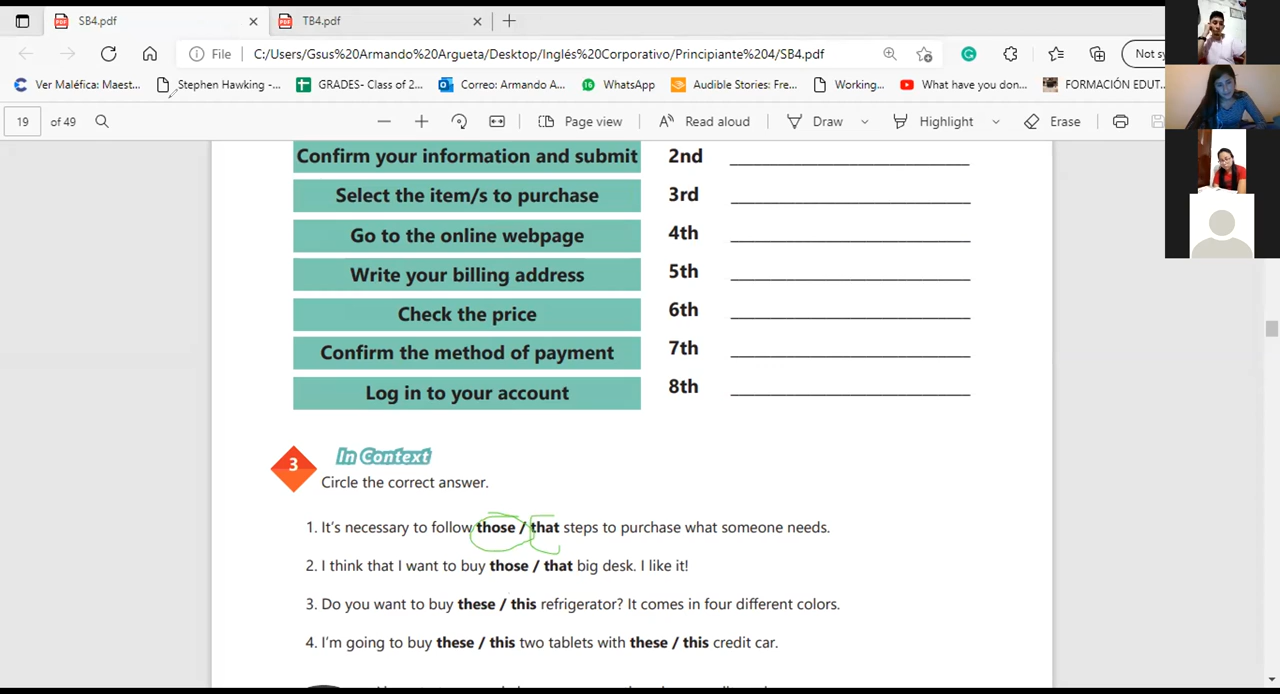 SB4.pdf
TB4.pdf
File
C:/Users/Gsus%20Armando%20Argueta/Desktop/Inglés%20Corporativo/Principiante%204/SB4.pdf
Not sy
Ver Maléfica: Maest...
Stephen Hawking -...
GRADES- Class of 2...
Correo: Armando A...
16
WhatsApp
Audible Stories: Fre...
Working...
What have you don...
FORMACIÓN EDUT...
19 of 49
Page view
Read aloud
Draw
Highlight
Erase
Confirm your information and submit 2nd
Select the item/s to purchase 3rd
Go to the online webpage 4th
Write your billing address 5th
Check the price 6th
Confirm the method of payment 7th
Log in to your account 8th
3 In Context
Circle the correct answer.
1. It's necessary to follow those / that steps to purchase what someone needs.
2. I think that I want to buy those / that big desk. I like it!
3. Do you want to buy these / this refrigerator? It comes in four different colors.
4. I'm going to buy these / this two tablets with these / this credit car.